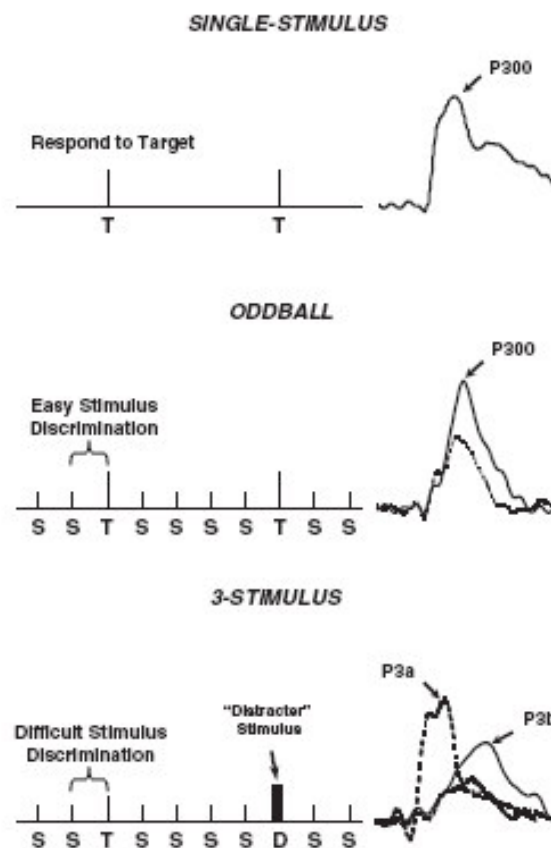 SINGLE-STIMULUS
P300
Respond to Target
T T
ODDBALL
P300
Easy Stimulus
Discrimination
S S T S S S S T S S
3-STIMULUS
P3a
"Distracter"
Stimulus
P3b
Difficult Stimulus
Discrimination
S S T S S S S D S S